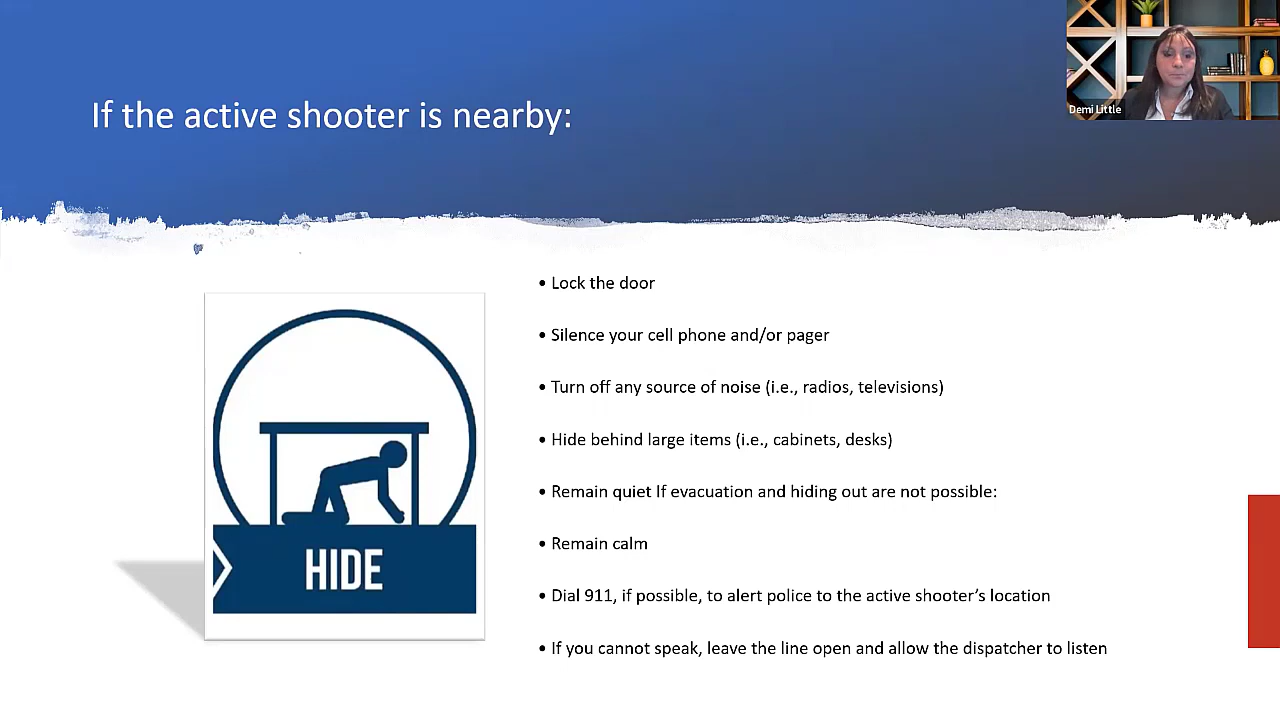 If the active shooter is nearby:
Demi Little
• Lock the door
• Silence your cell phone and/or pager
• Turn off any source of noise (i.e., radios, televisions)
• Hide behind large items (i.e., cabinets, desks)
• Remain quiet If evacuation and hiding out are not possible:
• Remain calm
• Dial 911, if possible, to alert police to the active shooter’s location
• If you cannot speak, leave the line open and allow the dispatcher to listen
HIDE